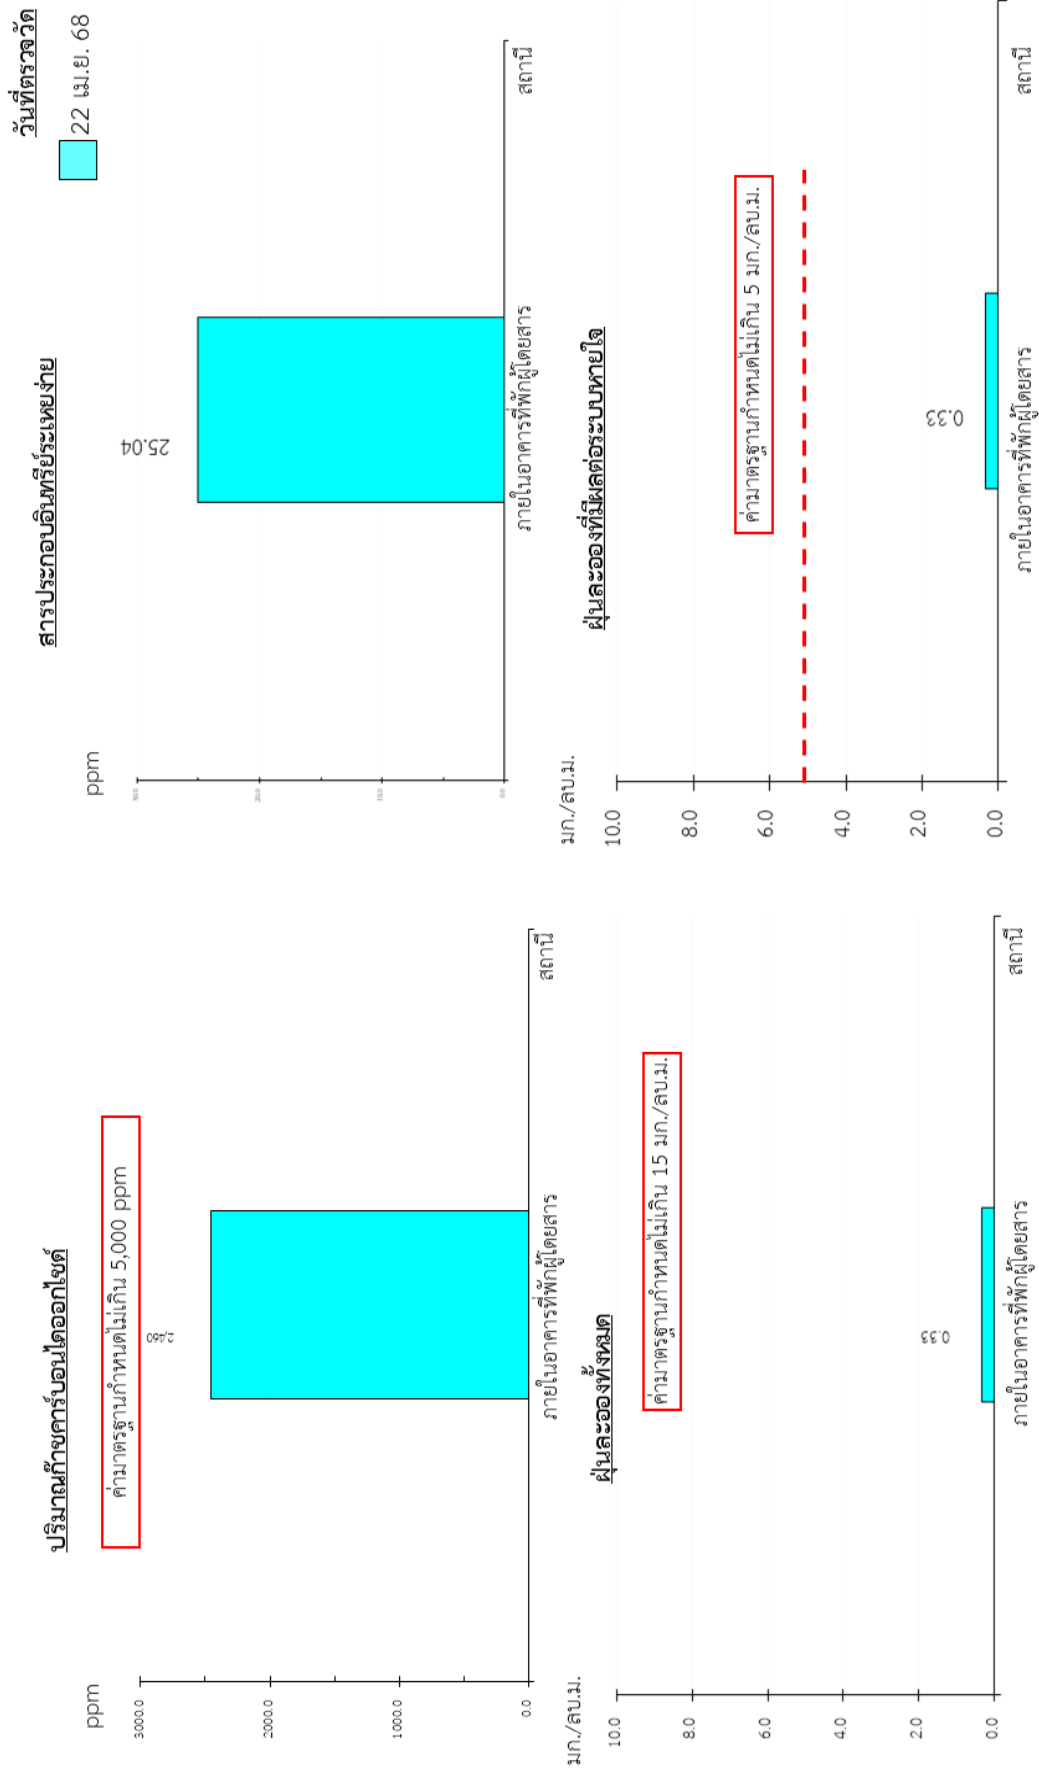 วันที่ตรวจวัด
22 เม.ย. 68
ปริมาณก๊าซคาร์บอนไดออกไซด์
ppm
ค่ามาตรฐานกำหนดไม่เกิน 5,000 ppm
3000.0
2,460
2000.0
1000.0
0.0
ภายในอาคารที่พักผู้โดยสาร
สถานี
สารประกอบอินทรีย์ระเหยง่าย
ppm
30.0
25.04
20.0
10.0
0.0
ภายในอาคารที่พักผู้โดยสาร
สถานี
ฝุ่นละอองทั้งหมด
มก./ลบ.ม.
10.0
ค่ามาตรฐานกำหนดไม่เกิน 15 มก./ลบ.ม.
8.0
6.0
4.0
2.0
0.33
0.0
ภายในอาคารที่พักผู้โดยสาร
สถานี
ฝุ่นละอองที่มีผลต่อระบบหายใจ
มก./ลบ.ม.
10.0
8.0
ค่ามาตรฐานกำหนดไม่เกิน 5 มก./ลบ.ม.
6.0
4.0
2.0
0.33
0.0
ภายในอาคารที่พักผู้โดยสาร
สถานี